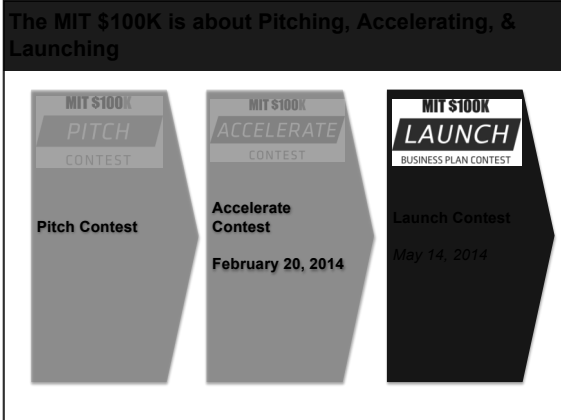 The MIT $100K is about Pitching, Accelerating, &
Launching
MIT $100K
PITCH
CONTEST
Pitch Contest
MIT $100K
ACCELERATE
CONTEST
Accelerate
Contest
February 20, 2014
MIT $100K
LAUNCH
BUSINESS PLAN CONTEST
Launch Contest
May 14, 2014